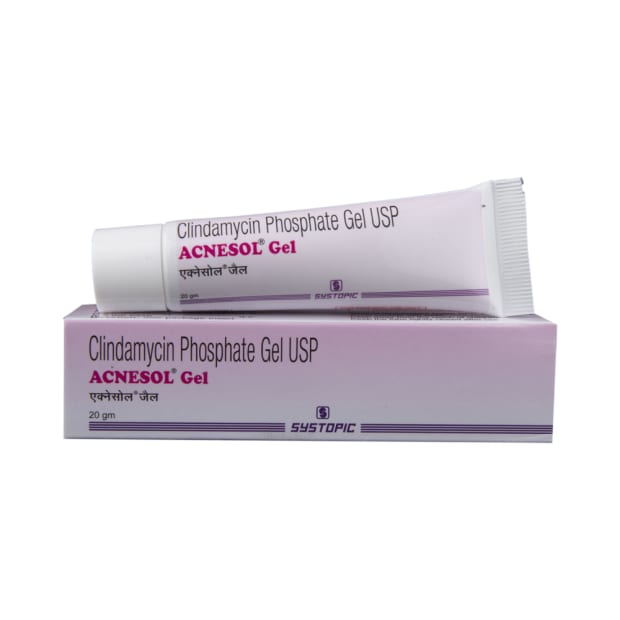 Clindamycin Phosphate Gel USP
ACNESOL® Gel
एक्नेसोल® जैल
20 gm
SYSTOPIC
Clindamycin Phosphate Gel USP
ACNESOL® Gel
एक्नेसोल® जैल
20 gm
SYSTOPIC